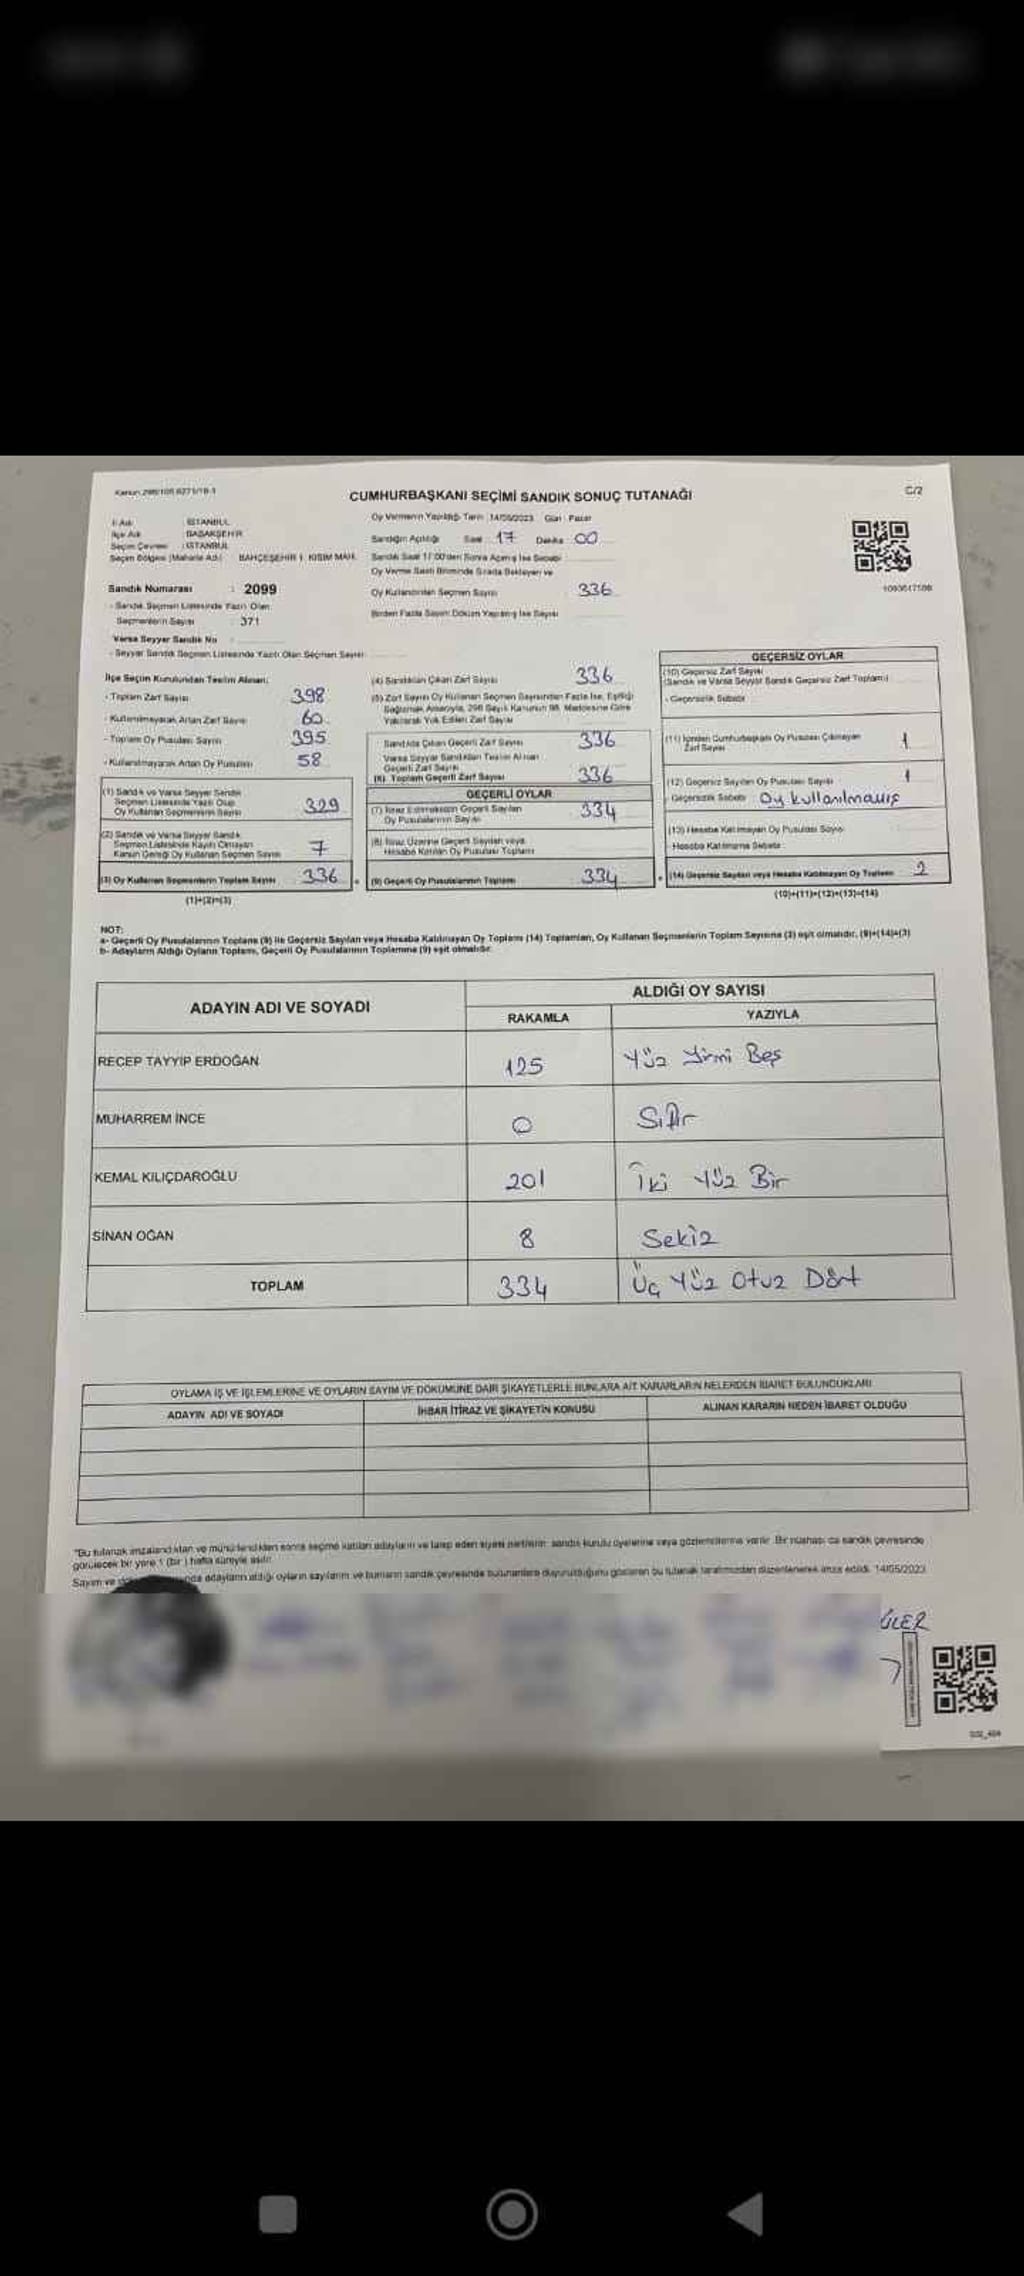 Kanun:298/105,6271/19-1
CUMHURBAŞKANI SEÇİMİ SANDIK SONUÇ TUTANAĞI
C/2
İl Adı : İSTANBUL
İlçe Adı : BAŞAKŞEHİR
Seçim Çevresi : İSTANBUL
Seçim Bölgesi (Mahalle Adı) : BAHÇEŞEHİR 1. KISIM MAH.
Oy Vermenin Yapıldığı Tarih : 14/05/2023 Gün : Pazar
Sandığın Açıldığı Saat 17 Dakika 00
Sandık Saat 17:00'den Sonra Açılmış İse Sebebi
Oy Verme Saati Bitiminde Sırada Bekleyen ve
Oy Kullandırılan Seçmen Sayısı 336
Birden Fazla Sayım Döküm Yapılmış İse Sayısı
Sandık Numarası : 2099
- Sandık Seçmen Listesinde Yazılı Olan
Seçmenlerin Sayısı : 371
Varsa Seyyar Sandık No :
- Seyyar Sandık Seçmen Listesinde Yazılı Olan Seçmen Sayısı
İlçe Seçim Kurulundan Teslim Alınan;
- Toplam Zarf Sayısı 398
- Kullanılmayarak Artan Zarf Sayısı 60
- Toplam Oy Pusulası Sayısı 395
- Kullanılmayarak Artan Oy Pusulası 58
(1) Sandık ve Varsa Seyyar Sandık
Seçmen Listesinde Yazılı Olup
Oy Kullanan Seçmenlerin Sayısı 329
(2) Sandık ve Varsa Seyyar Sandık
Seçmen Listesinde Kayıtlı Olmayan
Kanun Gereği Oy Kullanan Seçmen Sayısı 7
(3) Oy Kullanan Seçmenlerin Toplam Sayısı 336
(1)+(2)=(3)
(4) Sandıktan Çıkan Zarf Sayısı 336
(5) Zarf Sayısı Oy Kullanan Seçmen Sayısından Fazla İse, Eşitliği
Sağlamak Amacıyla, 298 Sayılı Kanunun 98. Maddesine Göre
Yakılarak Yok Edilen Zarf Sayısı
Sandıkta Çıkan Geçerli Zarf Sayısı 336
Varsa Seyyar Sandıktan Teslim Alınan
Geçerli Zarf Sayısı
(6) Toplam Geçerli Zarf Sayısı 336
GEÇERLİ OYLAR
(7) İtiraz Edilmeksizin Geçerli Sayılan
Oy Pusulalarının Sayısı 334
(8) İtiraz Üzerine Geçerli Sayılan veya
Hesaba Katılan Oy Pusulası Toplamı
(9) Geçerli Oy Pusulalarının Toplamı 334
GEÇERSİZ OYLAR
(10) Geçersiz Zarf Sayısı
(Sandık ve Varsa Seyyar Sandık Geçersiz Zarf Toplamı)
- Geçersizlik Sebebi
(11) İçinden Cumhurbaşkanı Oy Pusulası Çıkmayan
Zarf Sayısı 1
(12) Geçersiz Sayılan Oy Pusulası Sayısı 1
- Geçersizlik Sebebi Oy kullanılmamış
(13) Hesaba Katılmayan Oy Pusulası Sayısı
- Hesaba Katılmama Sebebi
(14) Geçersiz Sayılan veya Hesaba Katılmayan Oy Toplamı 2
(10)+(11)+(12)+(13)=(14)
NOT:
a- Geçerli Oy Pusulalarının Toplamı (9) ile Geçersiz Sayılan veya Hesaba Katılmayan Oy Toplamı (14) Toplamları, Oy Kullanan Seçmenlerin Toplam Sayısına (3) eşit olmalıdır, (9)+(14)=(3)
b- Adayların Aldığı Oyların Toplamı, Geçerli Oy Pusulalarının Toplamına (9) eşit olmalıdır.
ADAYIN ADI VE SOYADI
ALDIĞI OY SAYISI
RAKAMLA YAZIYLA
RECEP TAYYİP ERDOĞAN 125 Yüz Yirmi Beş
MUHARREM İNCE 0 Sıfır
KEMAL KILIÇDAROĞLU 201 İki Yüz Bir
SİNAN OĞAN 8 Sekiz
TOPLAM 334 Üç Yüz Otuz Dört
OYLAMA İŞ VE İŞLEMLERİNE VE OYLARIN SAYIM VE DÖKÜMÜNE DAİR ŞİKAYETLERLE BUNLARA AİT KARARLARIN NELERDEN İBARET BULUNDUKLARI
ADAYIN ADI VE SOYADI
İHBAR İTİRAZ VE ŞİKAYETİN KONUSU
ALINAN KARARIN NEDEN İBARET OLDUĞU
"Bu tutanak imzalandıktan ve mühürlendikten sonra seçime katılan adayların ve talep eden siyasi partilerin sandık kurulu üyelerine veya gözlemcilerine verilir. Bir nüshası da sandık çevresinde
görülecek bir yere 1 (bir) hafta süreyle asılır.
Sayım ve adayların aldığı oyların sayılarını ve bunların sandık çevresinde bulunanlara duyurulduğunu gösteren bu tutanak tarafımızdan düzenlenerek imza edildi. 14/05/2023